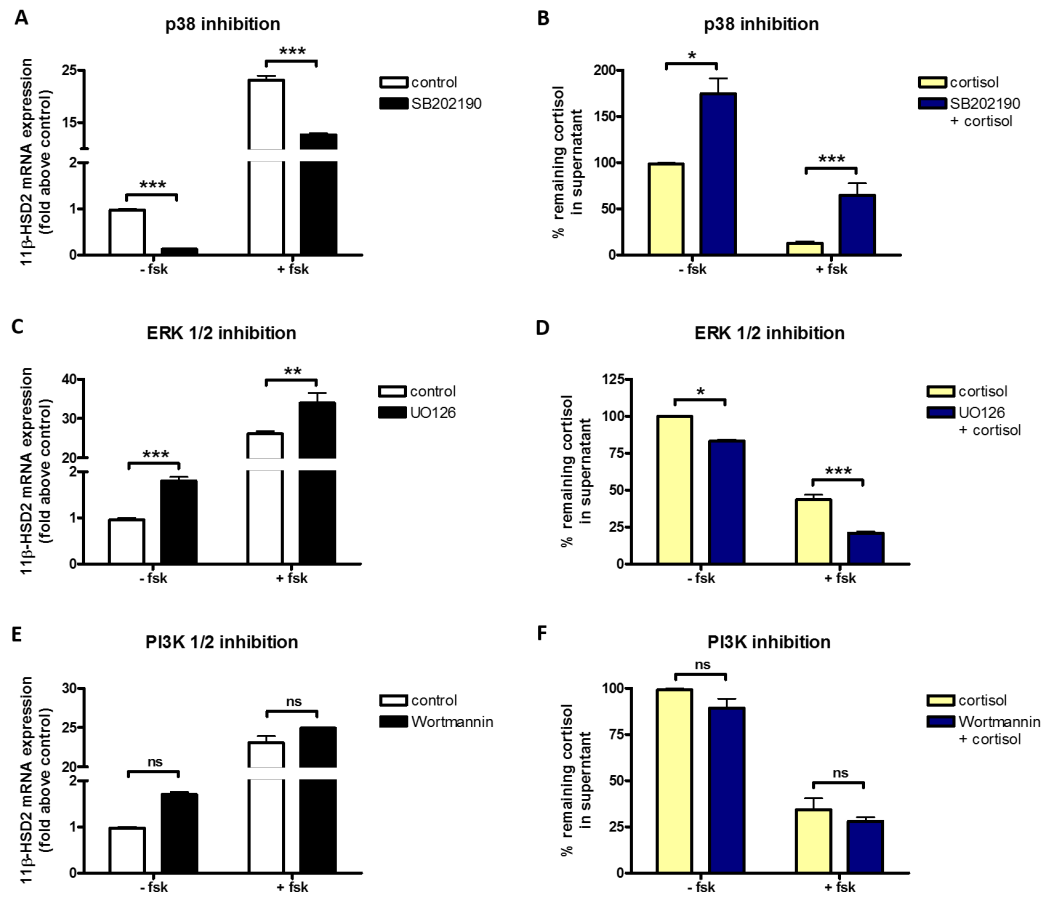 A
p38 inhibition
11β-HSD2 mRNA expression
(fold above control)
25
15
2
1
0
***
***
- fsk
+ fsk
control
SB202190
B
p38 inhibition
% remaining cortisol
in supernatant
200
150
100
50
0
*
***
- fsk
+ fsk
cortisol
SB202190
+ cortisol
C
ERK 1/2 inhibition
11β-HSD2 mRNA expression
(fold above control)
40
30
20
2
1
0
***
**
- fsk
+ fsk
control
UO126
D
ERK 1/2 inhibition
% remaining cortisol
in supernatant
125
100
75
50
25
0
*
***
- fsk
+ fsk
cortisol
UO126
+ cortisol
E
PI3K 1/2 inhibition
11β-HSD2 mRNA expression
(fold above control)
30
25
20
2
1
0
ns
ns
- fsk
+ fsk
control
Wortmannin
F
PI3K inhibition
% remaining cortisol
in superntant
100
75
50
25
0
ns
ns
- fsk
+ fsk
cortisol
Wortmannin
+ cortisol